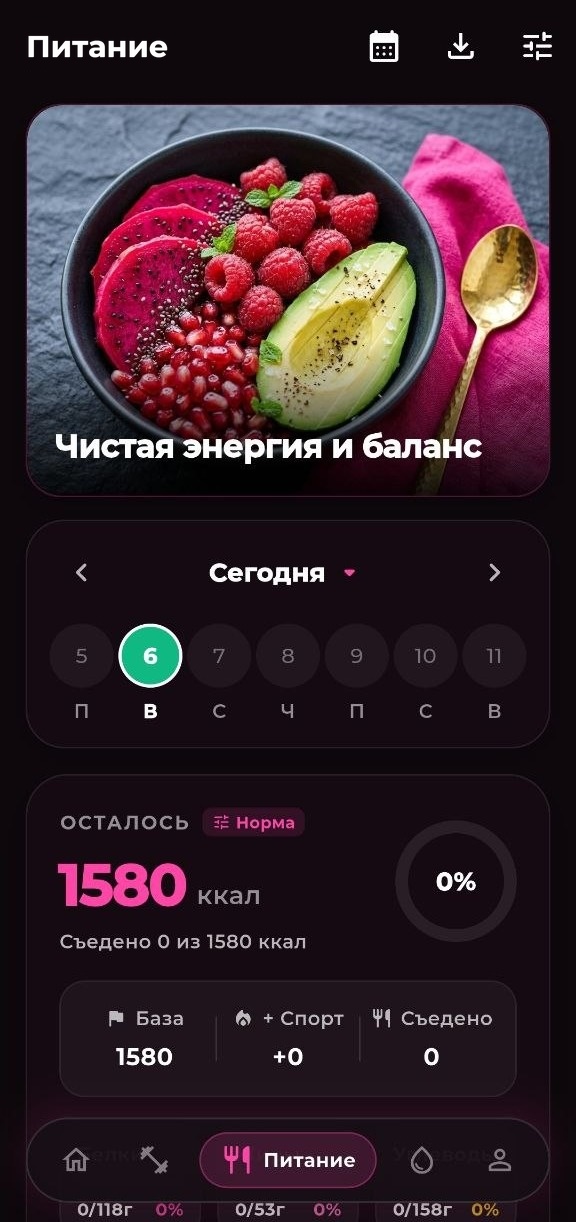 Питание
Чистая энергия и баланс
Сегодня
5 6 7 8 9 10 11
П В С Ч П С В
ОСТАЛОСЬ Норма
1580 ккал
0%
Съедено 0 из 1580 ккал
База + Спорт Съедено
1580 +0 0
Питание
0/118г 0% 0/53г 0% 0/158г 0%